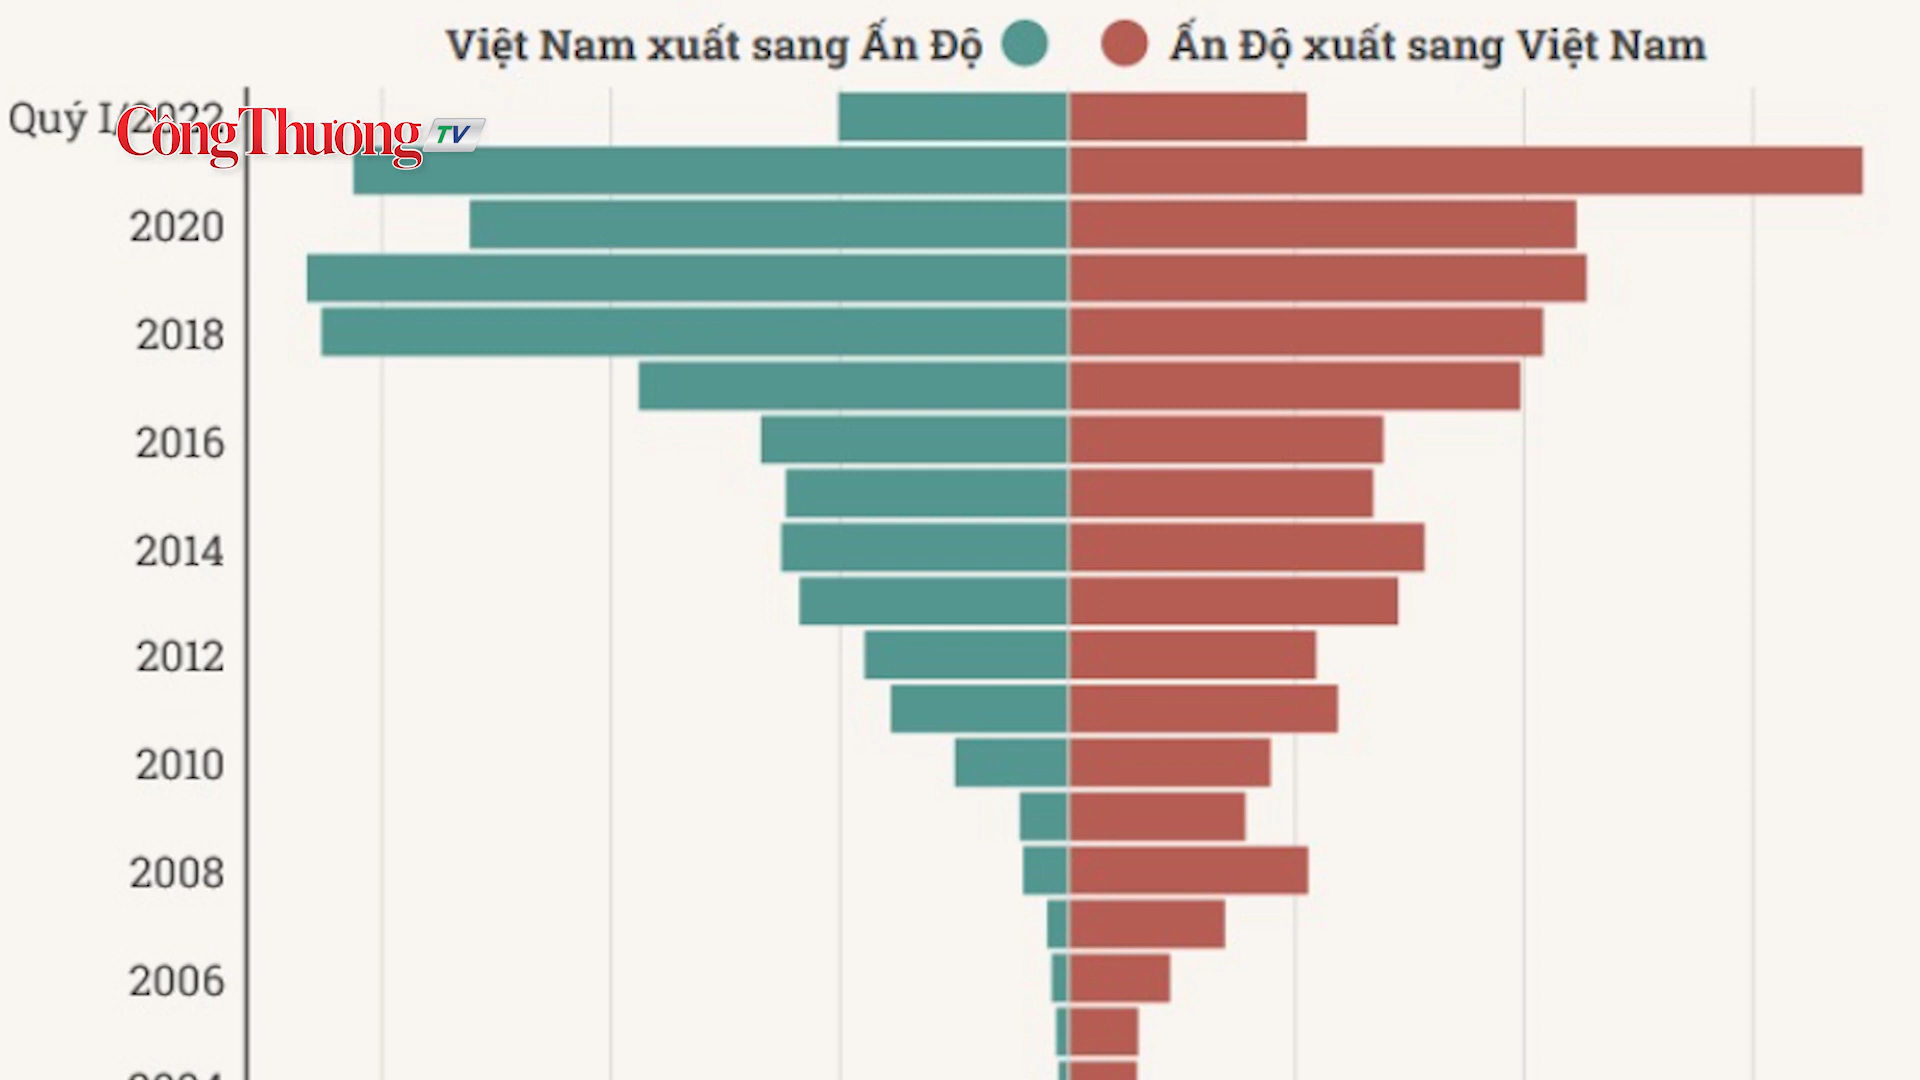 Việt Nam xuất sang Ấn Độ
Ấn Độ xuất sang Việt Nam
Quý I/2022
CôngThương TV
2020
2018
2016
2014
2012
2010
2008
2006
2004